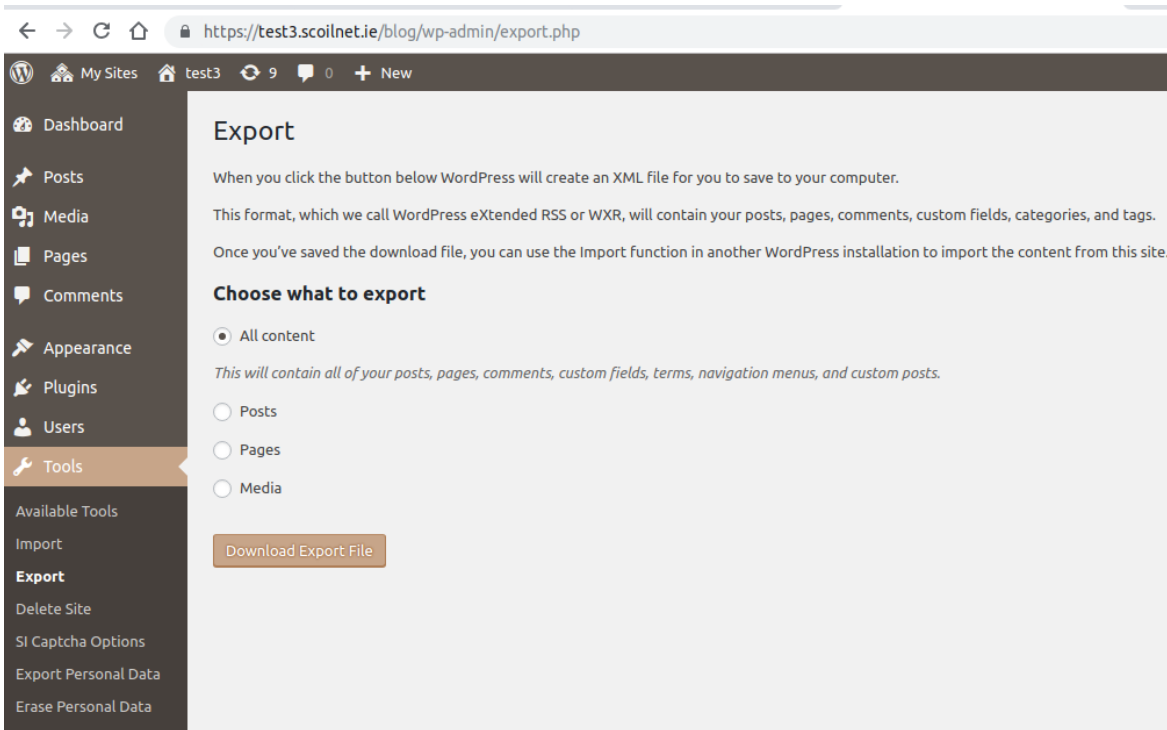 https://test3.scoilnet.ie/blog/wp-admin/export.php
My Sites test3 9 0 + New
Dashboard
Posts
Media
Pages
Comments
Appearance
Plugins
Users
Tools
Available Tools
Import
Export
Delete Site
SI Captcha Options
Export Personal Data
Erase Personal Data
Export
When you click the button below WordPress will create an XML file for you to save to your computer.
This format, which we call WordPress eXtended RSS or WXR, will contain your posts, pages, comments, custom fields, categories, and tags.
Once you’ve saved the download file, you can use the Import function in another WordPress installation to import the content from this site.
Choose what to export
All content
This will contain all of your posts, pages, comments, custom fields, terms, navigation menus, and custom posts.
Posts
Pages
Media
Download Export File